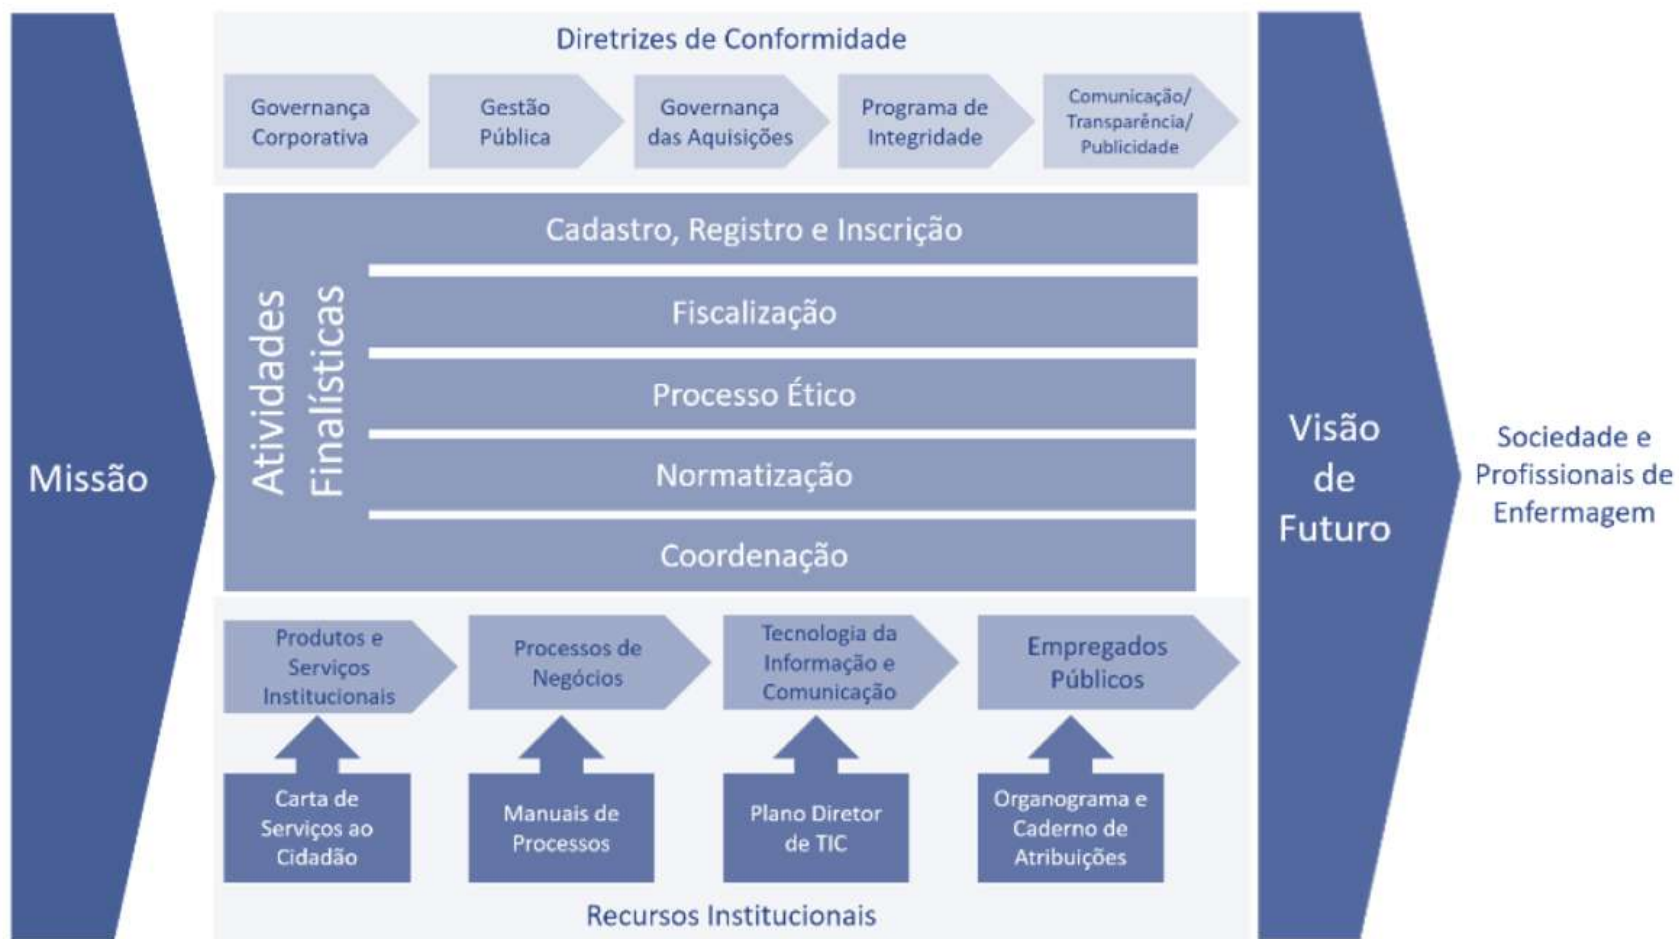 Missão
Diretrizes de Conformidade
Governança
Corporativa
Gestão
Pública
Governança
das Aquisições
Programa de
Integridade
Comunicação/
Transparência/
Publicidade
Atividades
Finalísticas
Cadastro, Registro e Inscrição
Fiscalização
Processo Ético
Normatização
Coordenação
Produtos e
Serviços
Institucionais
Processos de
Negócios
Tecnologia da
Informação e
Comunicação
Empregados
Públicos
Carta de
Serviços ao
Cidadão
Manuais de
Processos
Plano Diretor
de TIC
Organograma e
Caderno de
Atribuições
Recursos Institucionais
Visão
de
Futuro
Sociedade e
Profissionais de
Enfermagem